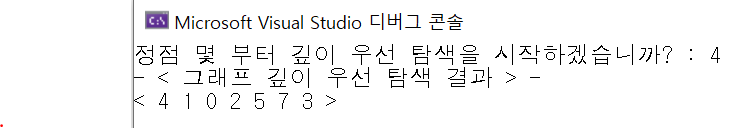 Microsoft Visual Studio 디버그 콘솔
정점 몇 부터 깊이 우선 탐색을 시작하겠습니까? : 4
- < 그래프 깊이 우선 탐색 결과 > -
< 4 1 0 2 5 7 3 >